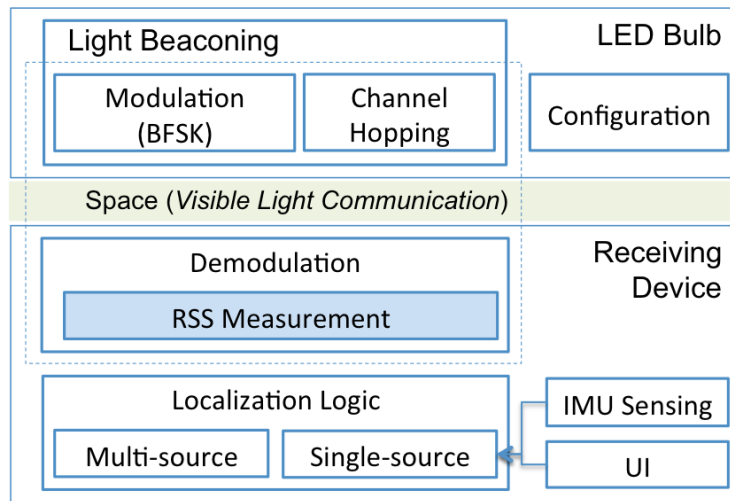 Light Beaconing
LED Bulb
Modulation
(BFSK)
Channel
Hopping
Configuration
Space (Visible Light Communication)
Demodulation
Receiving
Device
RSS Measurement
Localization Logic
IMU Sensing
Multi-source
Single-source
UI